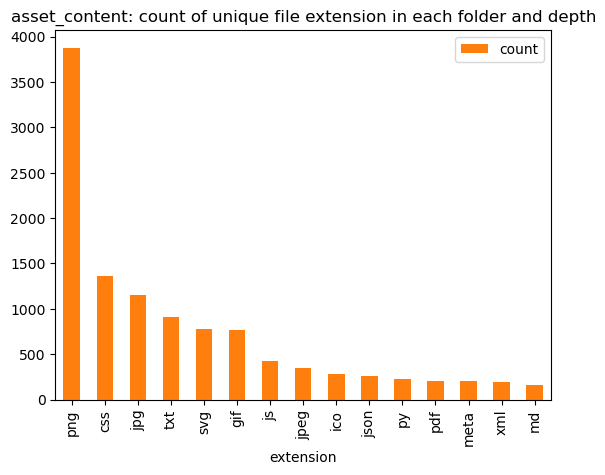 asset_content: count of unique file extension in each folder and depth
count
4000
3500
3000
2500
2000
1500
1000
500
0
png
css
jpg
txt
svg
gif
js
jpeg
ico
json
py
pdf
meta
xml
md
extension